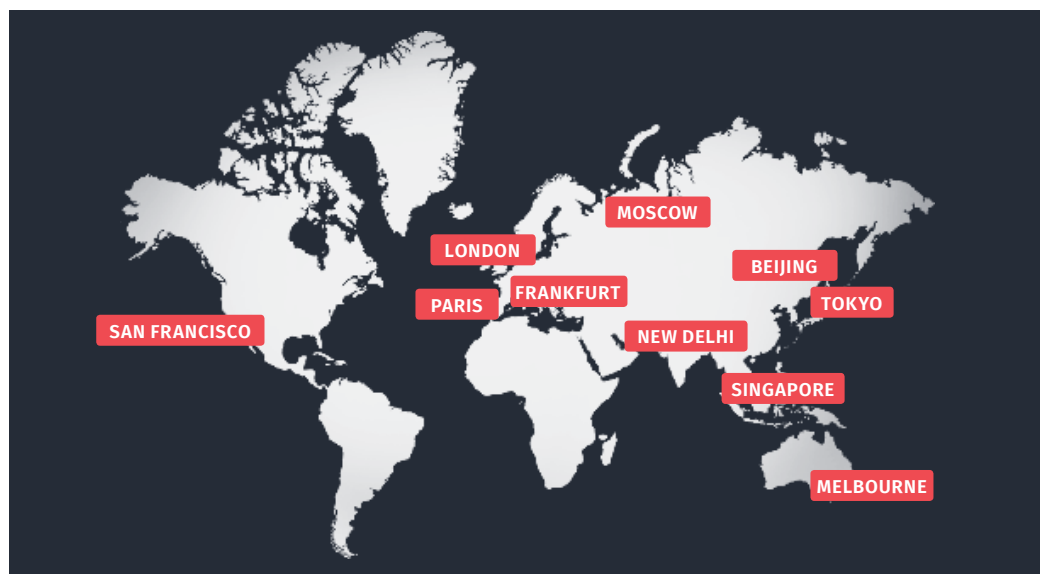 MOSCOW
LONDON
BEIJING
FRANKFURT
PARIS
TOKYO
SAN FRANCISCO
NEW DELHI
SINGAPORE
MELBOURNE